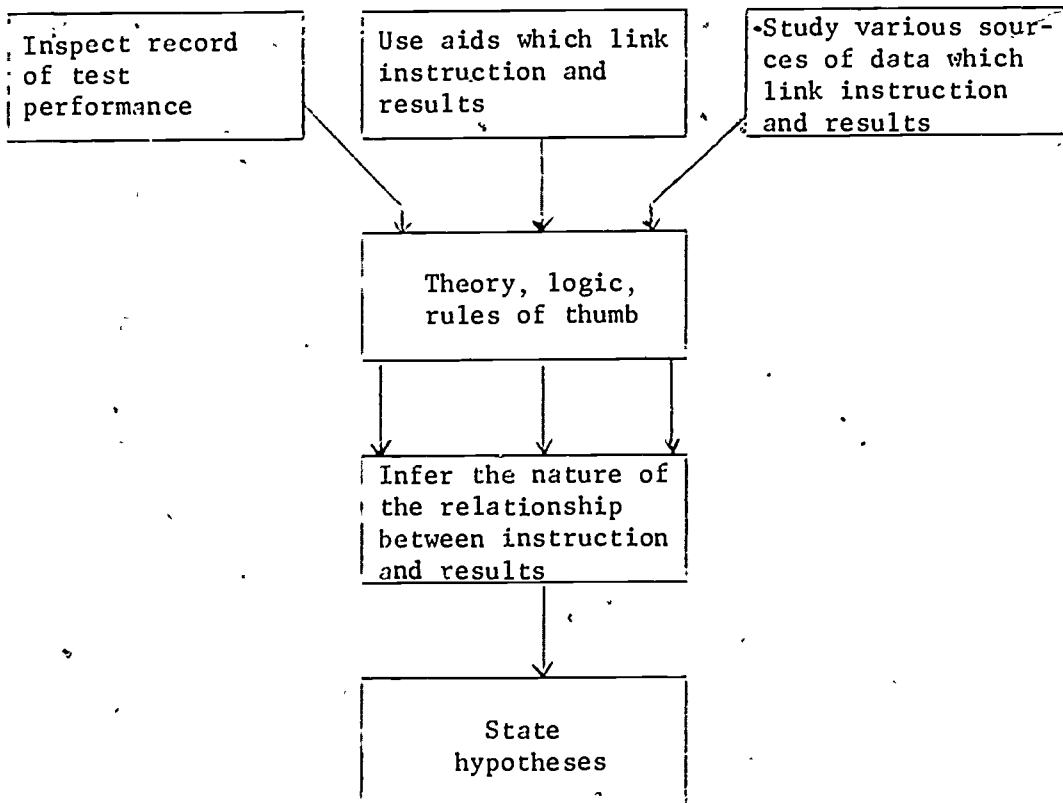 Inspect record
of test
performance
Use aids which link
instruction and
results
Study various sour-
ces of data which
link instruction
and results
Theory, logic,
rules of thumb
Infer the nature of
the relationship
between instruction
and results
State
hypotheses